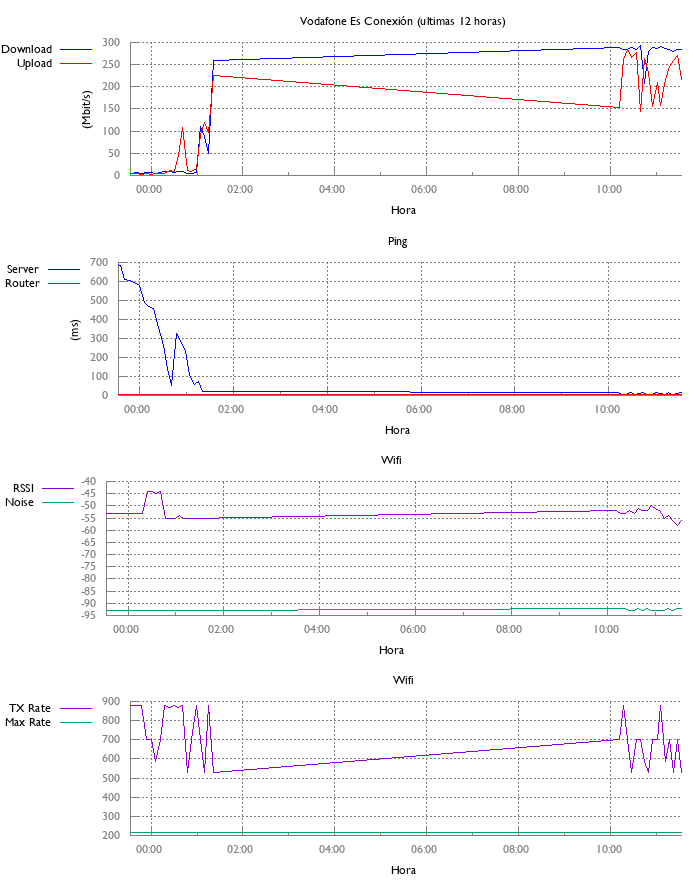 Vodafone Es Conexión (ultimas 12 horas)
Download
Upload
(Mbit/s)
300
250
200
150
100
50
0
00:00 02:00 04:00 06:00 08:00 10:00
Hora
Ping
Server
Router
(ms)
700
600
500
400
300
200
100
0
00:00 02:00 04:00 06:00 08:00 10:00
Hora
Wifi
RSSI
Noise
-40
-45
-50
-55
-60
-65
-70
-75
-80
-85
-90
-95
00:00 02:00 04:00 06:00 08:00 10:00
Hora
Wifi
TX Rate
Max Rate
900
800
700
600
500
400
300
200
00:00 02:00 04:00 06:00 08:00 10:00
Hora